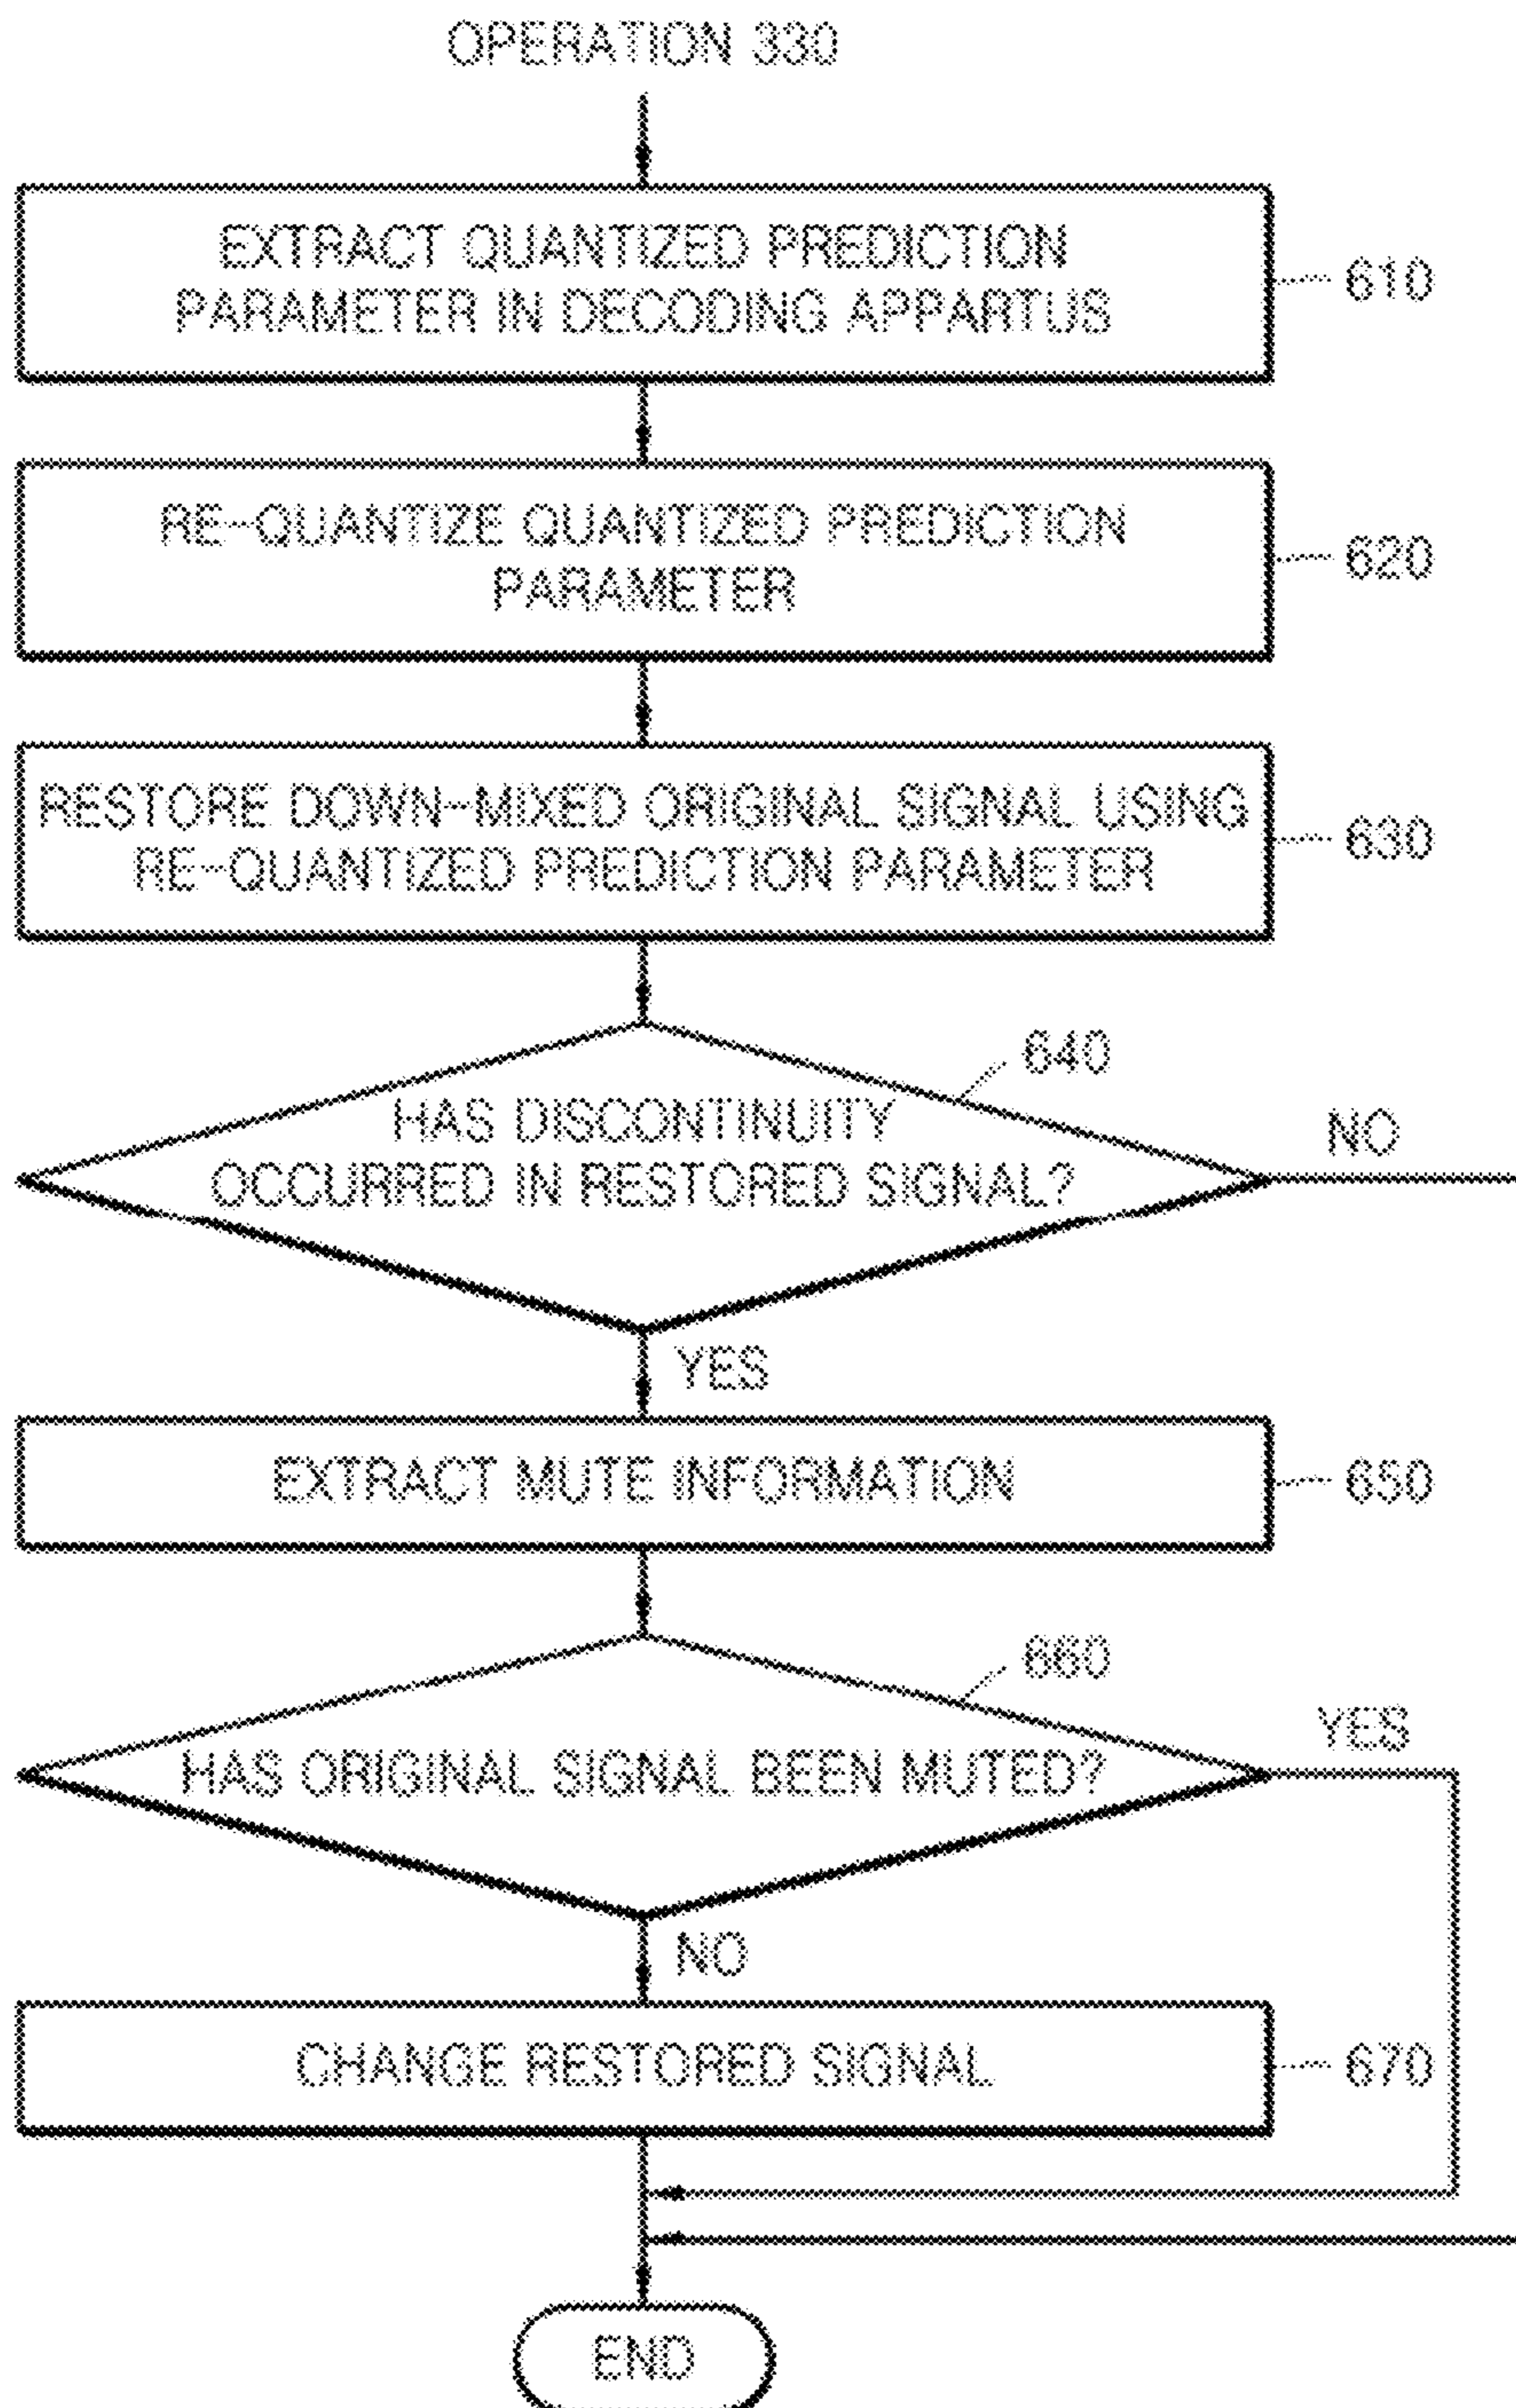 OPERATION 330
EXTRACT QUANTIZED PREDICTION
PARAMETER IN DECODING APPARTUS
610
RE-QUANTIZE QUANTIZED PREDICTION
PARAMETER
620
RESTORE DOWN-MIXED ORIGINAL SIGNAL USING
RE-QUANTIZED PREDICTION PARAMETER
630
640
HAS DISCONTINUITY
OCCURRED IN RESTORED SIGNAL?
NO
YES
EXTRACT MUTE INFORMATION
650
660
HAS ORIGINAL SIGNAL BEEN MUTED?
YES
NO
CHANGE RESTORED SIGNAL
670
END